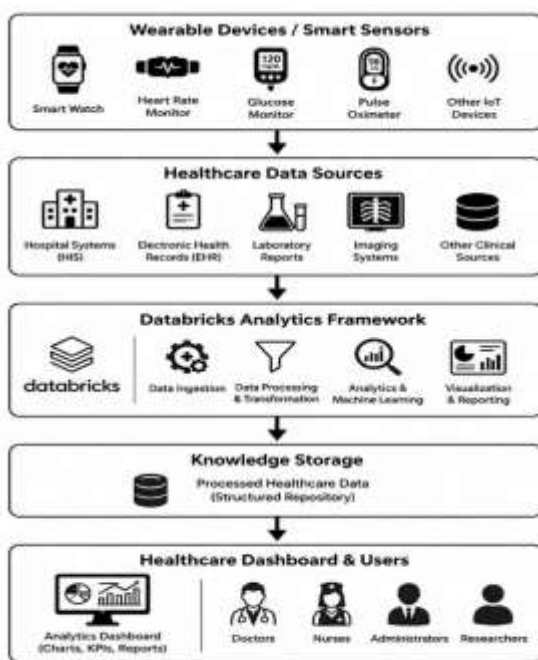 Wearable Devices / Smart Sensors
Smart Watch
Heart Rate
Monitor
120
Glucose
Monitor
98
Pulse
Oximeter
Other IoT
Devices
Healthcare Data Sources
Hospital Systems
(HIS)
Electronic Health
Records (EHR)
Laboratory
Reports
Imaging
Systems
Other Clinical
Sources
Databricks Analytics Framework
databricks
Data Ingestion
Data Processing
& Transformation
Analytics &
Machine Learning
Visualization
& Reporting
Knowledge Storage
Processed Healthcare Data
(Structured Repository)
Healthcare Dashboard & Users
Analytics Dashboard
(Charts, KPIs, Reports)
Doctors
Nurses
Administrators
Researchers